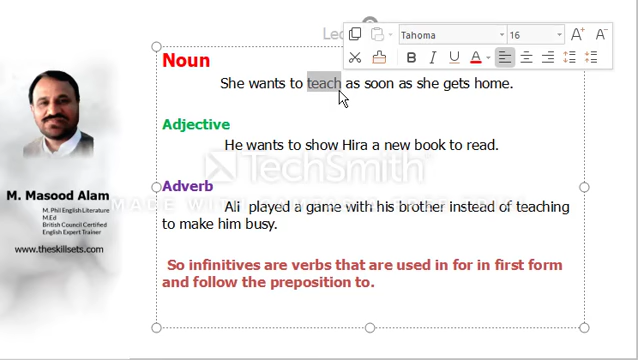 Lec
Tahoma 16 A+ A-
B I U A
Noun
She wants to teach as soon as she gets home.
Adjective
He wants to show Hira a new book to read.
TechSmith
Adverb
M. Masood Alam
MADE WITH
Ali played a game with his brother instead of teaching
to make him busy.
M. Phil English Literature
M.Ed
British Council Certified
English Expert Trainer
www.theskillsets.com
So infinitives are verbs that are used in for in first form
and follow the preposition to.